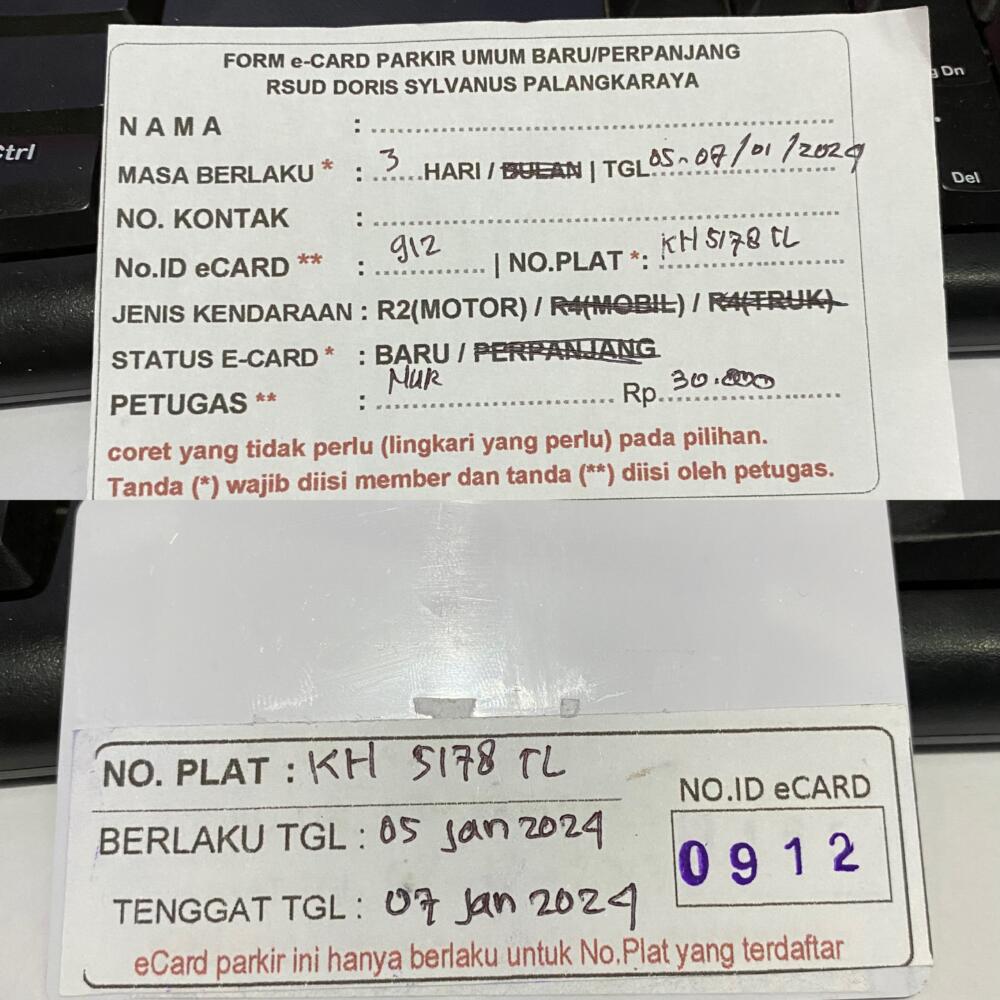 FORM e-CARD PARKIR UMUM BARU/PERPANJANG
RSUD DORIS SYLVANUS PALANGKARAYA
N A M A :
MASA BERLAKU * : 3 HARI / BULAN | TGL 05-07/01/2024
NO. KONTAK :
No.ID eCARD ** : 912 | NO.PLAT *: KH 5178 TL
JENIS KENDARAAN : R2(MOTOR) / R4(MOBIL) / R4(TRUK)
STATUS E-CARD * : BARU / PERPANJANG
PETUGAS ** : MUR Rp. 30.000
coret yang tidak perlu (lingkari yang perlu) pada pilihan.
Tanda (*) wajib diisi member dan tanda (**) diisi oleh petugas.
Ctrl
Dn
Del
NO. PLAT : KH 5178 TL
BERLAKU TGL : 05 Jan 2024
TENGGAT TGL : 07 Jan 2024
NO.ID eCARD
0912
eCard parkir ini hanya berlaku untuk No.Plat yang terdaftar